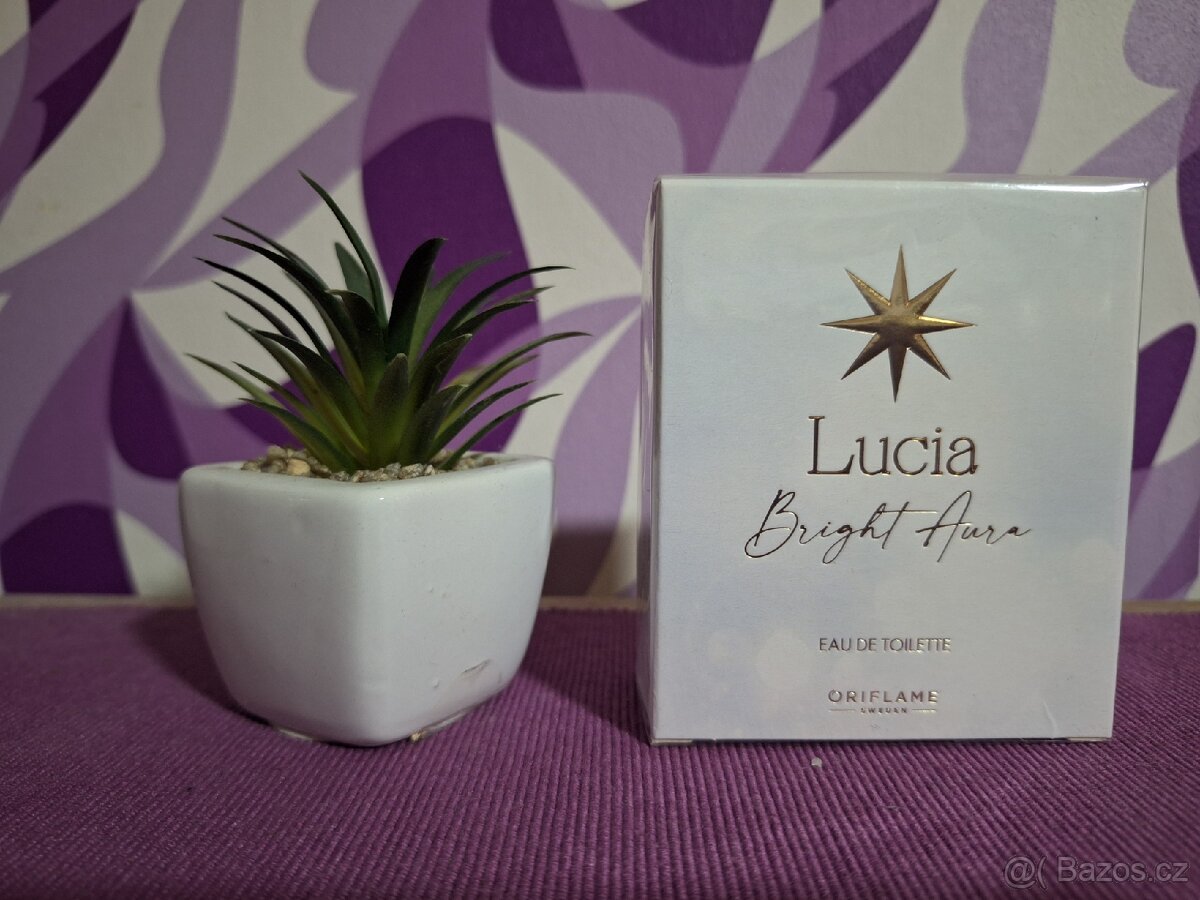 Lucia
Bright Aura
EAU DE TOILETTE
ORIFLAME
SWEDEN
@( Bazos.cz